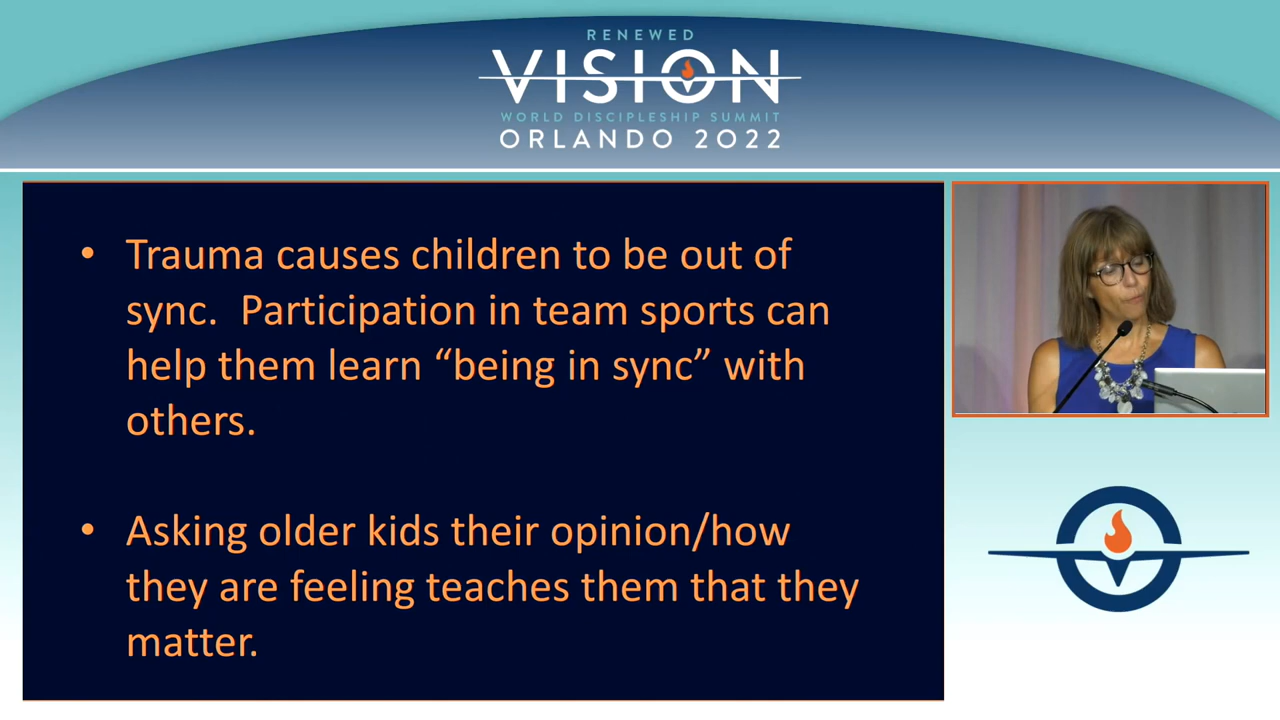 RENEWED
VISION
WORLD DISCIPLESHIP SUMMIT
ORLANDO 2022
• Trauma causes children to be out of
sync.  Participation in team sports can
help them learn “being in sync” with
others.
• Asking older kids their opinion/how
they are feeling teaches them that they
matter.